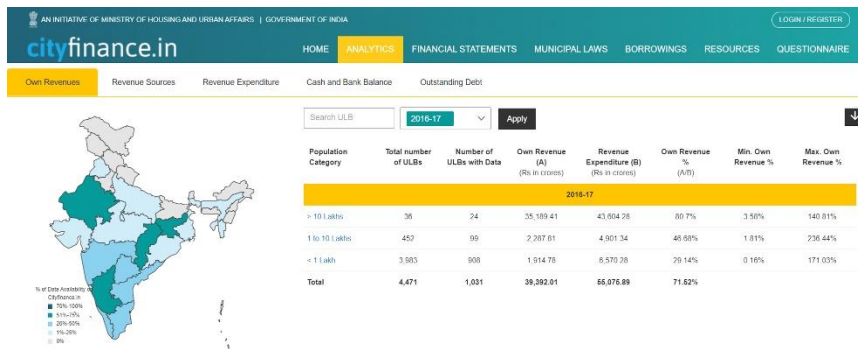 AN INITIATIVE OF MINISTRY OF HOUSING AND URBAN AFFAIRS | GOVERNMENT OF INDIA
LOGIN / REGISTER
cityfinance.in
HOME ANALYTICS FINANCIAL STATEMENTS MUNICIPAL LAWS BORROWINGS RESOURCES QUESTIONNAIRE
Own Revenues Revenue Sources Revenue Expenditure Cash and Bank Balance Outstanding Debt
Search ULB 2016-17 Apply
Population Category Total number of ULBs Number of ULBs with Data Own Revenue (A) (Rs in crores) Revenue Expenditure (B) (Rs in crores) Own Revenue % (A/B) Min. Own Revenue % Max. Own Revenue %
2016-17
> 10 Lakhs 36 24 35,189.41 43,604.28 80.7% 3.58% 140.81%
1 to 10 Lakhs 452 99 2,287.81 4,901.34 46.68% 1.81% 236.44%
< 1 Lakh 3,983 908 1,914.78 6,570.28 29.14% 0.16% 171.03%
Total 4,471 1,031 39,392.01 55,075.89 71.52%
% of Data Availability on
Cityfinance.in
76%-100%
51%-75%
26%-50%
1%-25%
0%